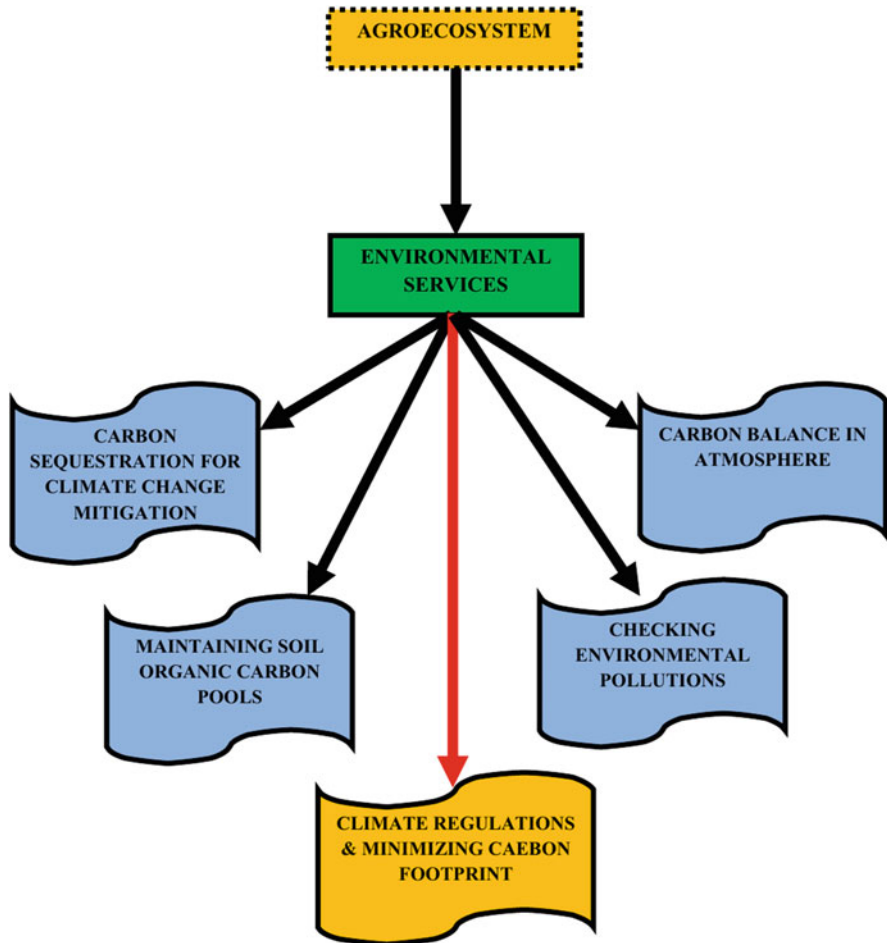 AGROECOSYSTEM
ENVIRONMENTAL
SERVICES
CARBON
SEQUESTRATION FOR
CLIMATE CHANGE
MITIGATION
CARBON BALANCE IN
ATMOSPHERE
MAINTAINING SOIL
ORGANIC CARBON
POOLS
CHECKING
ENVIRONMENTAL
POLLUTIONS
CLIMATE REGULATIONS
& MINIMIZING CAEBON
FOOTPRINT